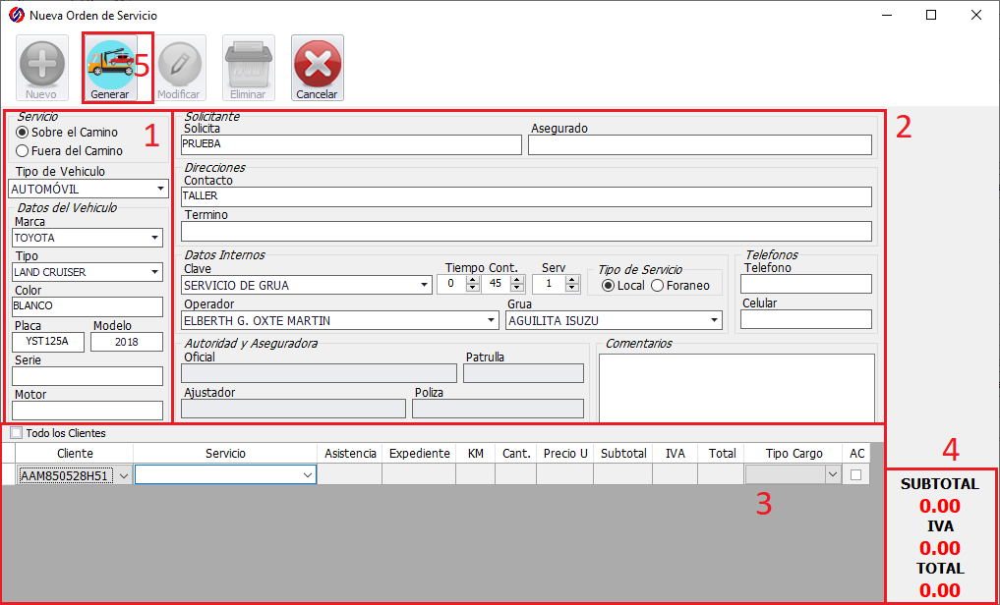 Nueva Orden de Servicio
Nuevo
Generar
5
Modificar
Eliminar
Cancelar
Servicio
1
Sobre el Camino
Fuera del Camino
Tipo de Vehiculo
AUTOMÓVIL
Datos del Vehiculo
Marca
TOYOTA
Tipo
LAND CRUISER
Color
BLANCO
Placa Modelo
YST125A 2018
Serie
Motor
Solicitante
Solicita Asegurado
PRUEBA
2
Direcciones
Contacto
TALLER
Termino
Datos Internos
Clave Tiempo Cont. Serv
SERVICIO DE GRUA 0 45 1
Tipo de Servicio
Local Foraneo
Operador Grua
ELBERTH G. OXTE MARTIN AGUILITA ISUZU
Telefonos
Telefono
Celular
Autoridad y Aseguradora
Oficial Patrulla
Ajustador Poliza
Comentarios
Todo los Clientes
Cliente Servicio Asistencia Expediente KM Cant. Precio U Subtotal IVA Total Tipo Cargo AC
AAM850528H51
3
4
SUBTOTAL
0.00
IVA
0.00
TOTAL
0.00